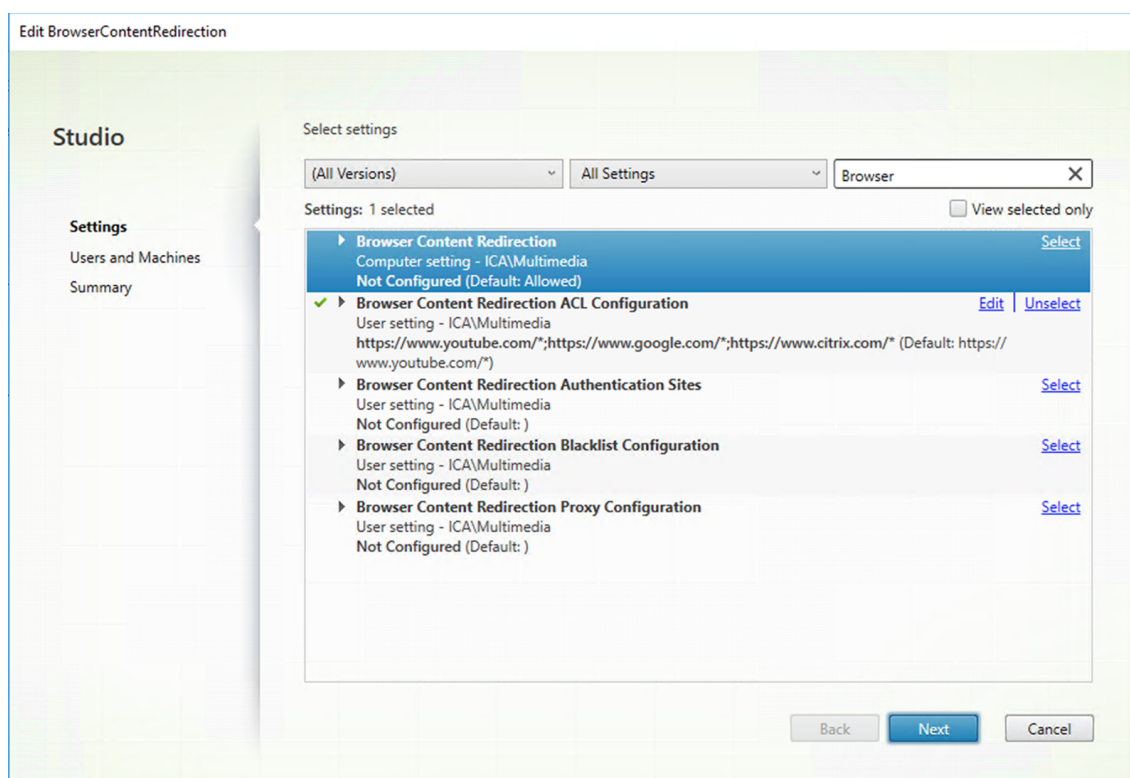 Edit BrowserContentRedirection
Studio
Settings
Users and Machines
Summary
Select settings
(All Versions)
All Settings
Browser
Settings: 1 selected
View selected only
Browser Content Redirection
Select
Computer setting - ICA\Multimedia
Not Configured (Default: Allowed)
Browser Content Redirection ACL Configuration
Edit | Unselect
User setting - ICA\Multimedia
https://www.youtube.com/*;https://www.google.com/*;https://www.citrix.com/* (Default: https://
www.youtube.com/*)
Browser Content Redirection Authentication Sites
Select
User setting - ICA\Multimedia
Not Configured (Default: )
Browser Content Redirection Blacklist Configuration
Select
User setting - ICA\Multimedia
Not Configured (Default: )
Browser Content Redirection Proxy Configuration
Select
User setting - ICA\Multimedia
Not Configured (Default: )
Back
Next
Cancel